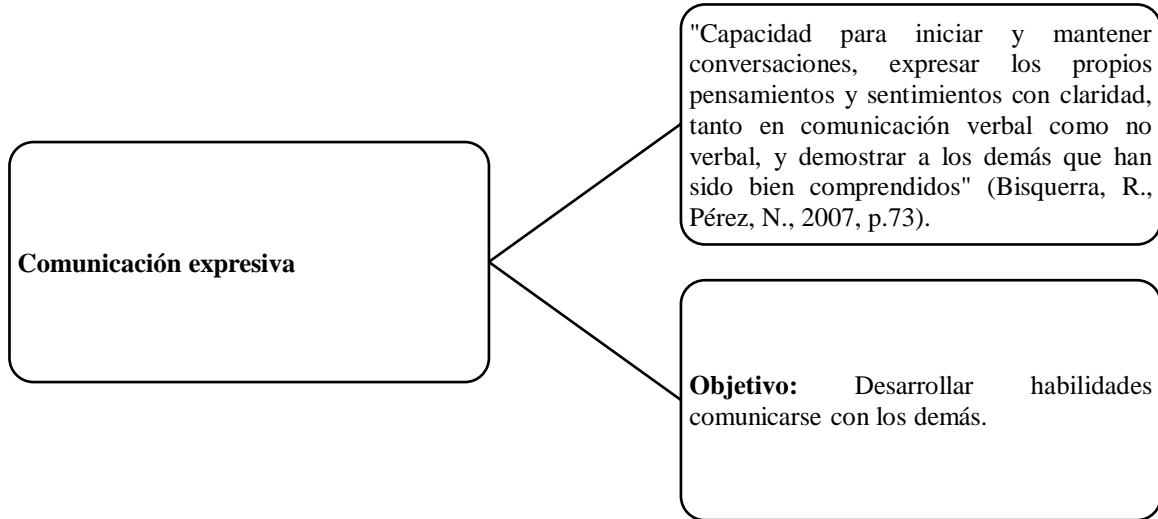 Comunicación expresiva
"Capacidad para iniciar y mantener
conversaciones, expresar los propios
pensamientos y sentimientos con claridad,
tanto en comunicación verbal como no
verbal, y demostrar a los demás que han
sido bien comprendidos" (Bisquerra, R.,
Pérez, N., 2007, p.73).
Objetivo: Desarrollar habilidades
comunicarse con los demás.